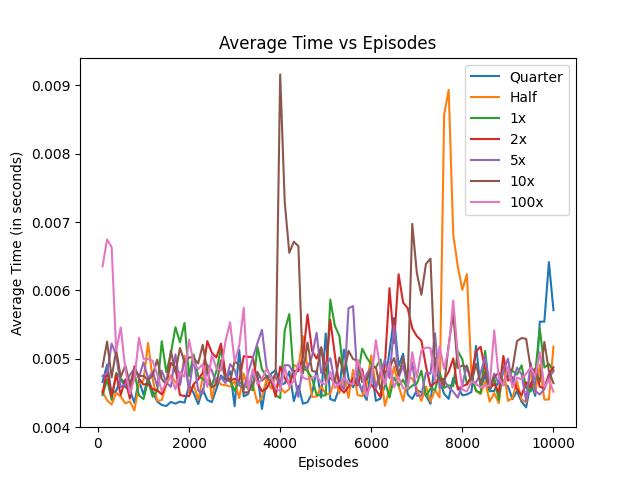 Average Time vs Episodes
Average Time (in seconds)
0.009
0.008
0.007
0.006
0.005
0.004
0
2000
4000
6000
8000
10000
Episodes
Quarter
Half
1x
2x
5x
10x
100x